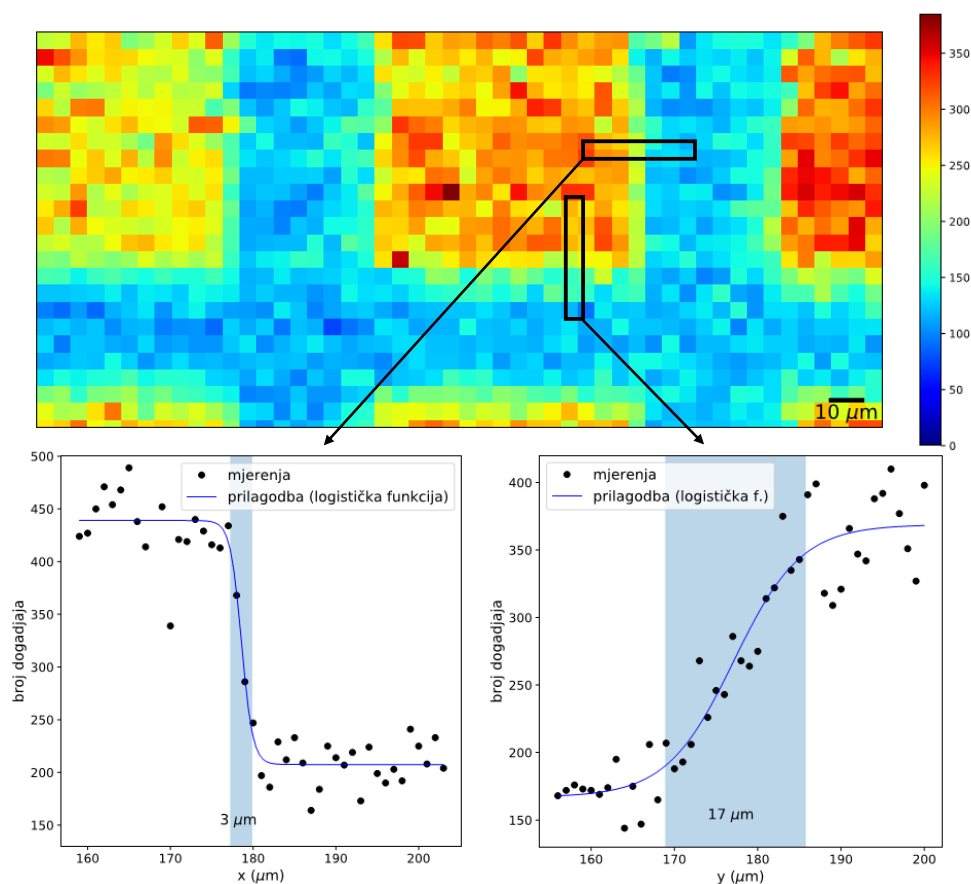 350
300
250
200
150
100
50
0
10 μm
500
450
400
350
300
250
200
150
broj dogadjaja
mjerenja
prilagodba (logistička funkcija)
3 μm
160
170
180
190
200
x (μm)
400
350
300
250
200
150
broj dogadjaja
mjerenja
prilagodba (logistička f.)
17 μm
160
170
180
190
200
y (μm)